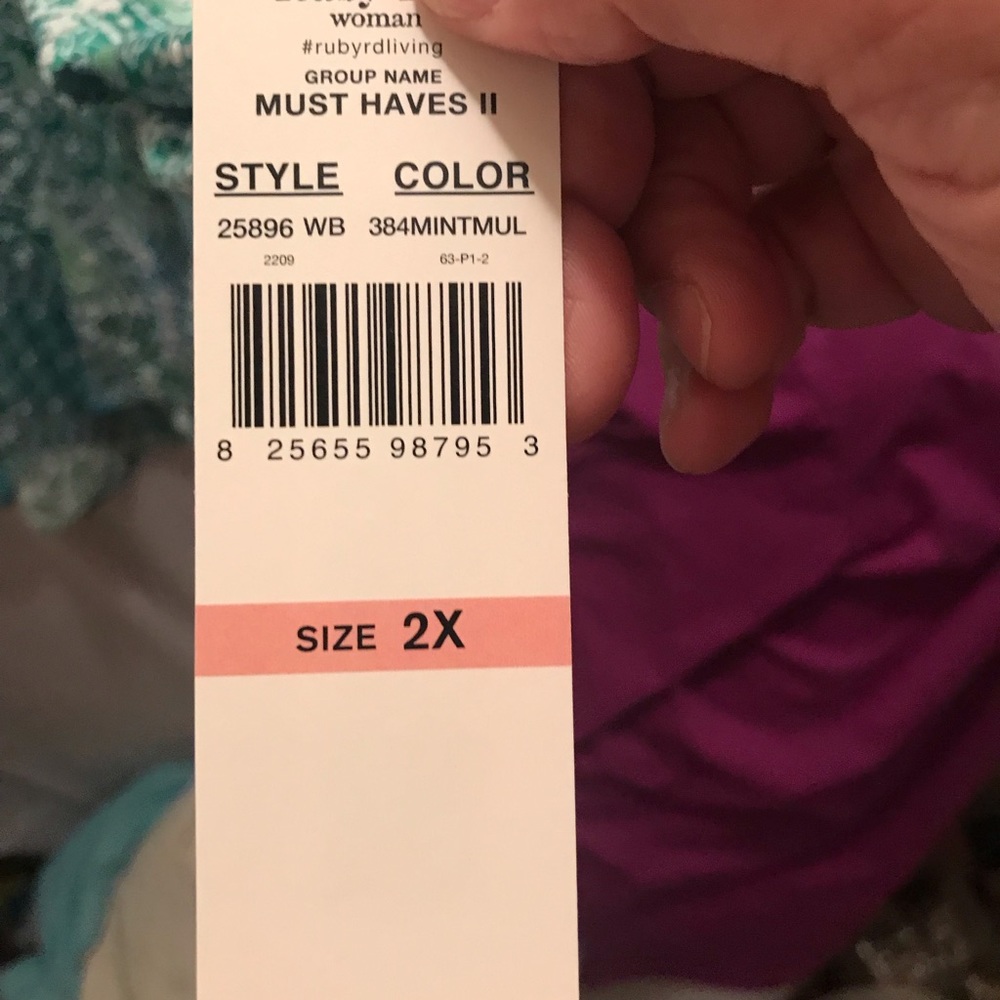 woman
#rubyrdliving
GROUP NAME
MUST HAVES II
STYLE COLOR
25896 WB 384MINTMUL
2209 63-P1-2
8 25655 98795 3
SIZE 2X